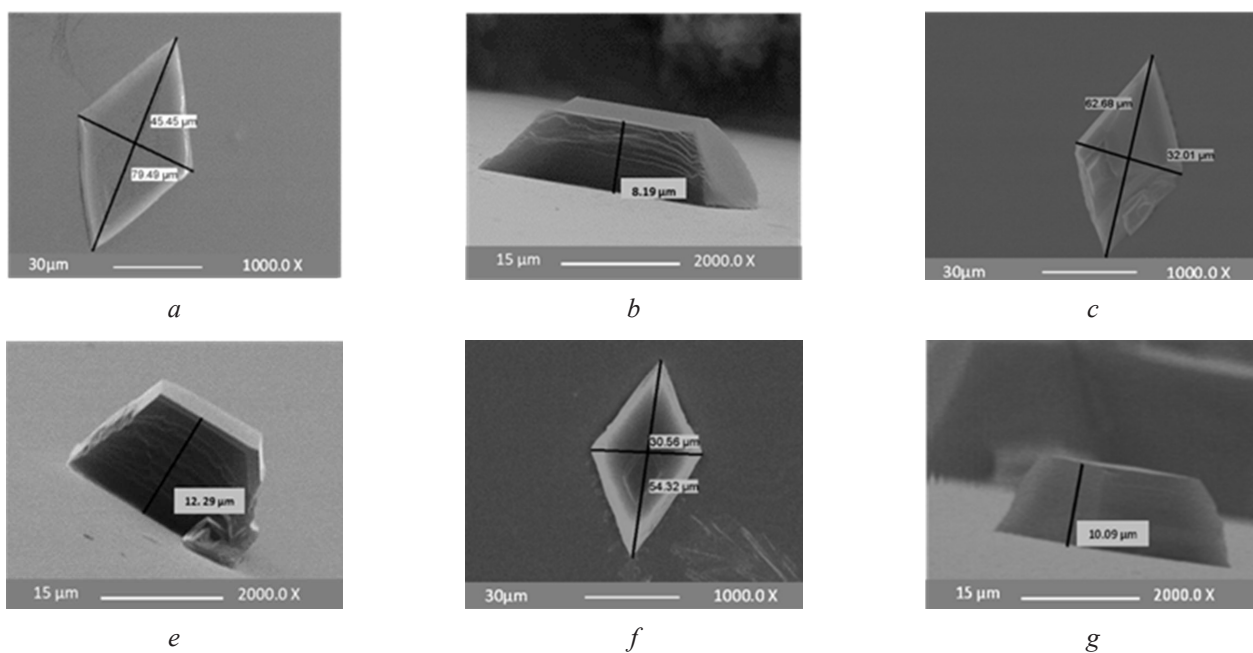 45.45 µm
79.49 µm
30µm 1000.0 X
a
8.19 µm
15 µm 2000.0 X
b
62.68 µm
32.01 µm
30µm 1000.0 X
c
12. 29 µm
15 µm 2000.0 X
e
30.56 µm
54.32 µm
30µm 1000.0 X
f
10.09 µm
15 µm 2000.0 X
g